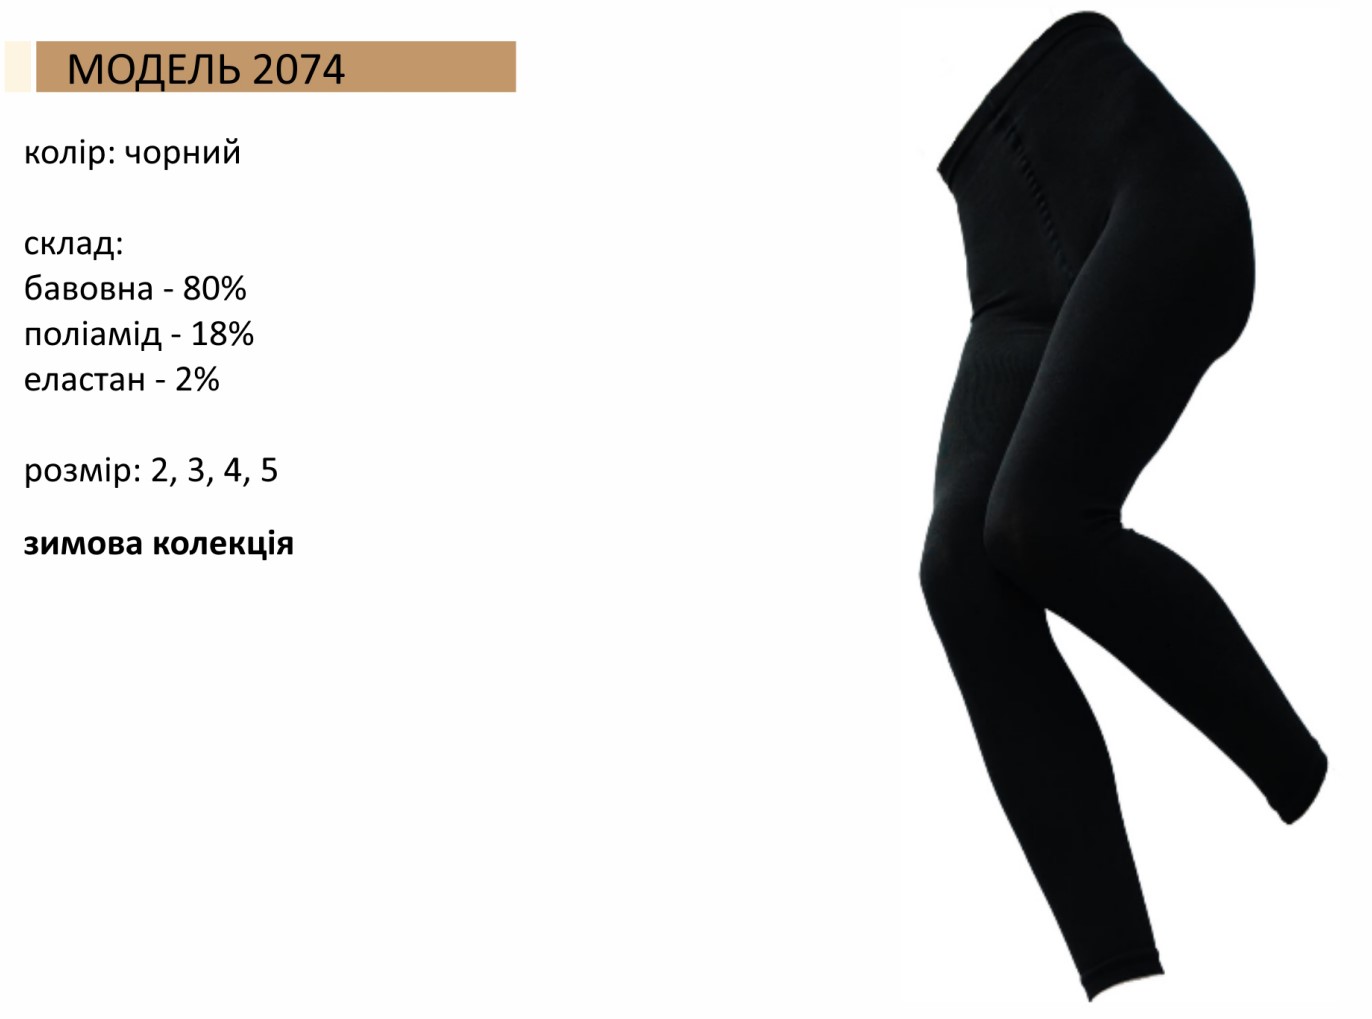 МОДЕЛЬ 2074
колір: чорний
склад:
бавовна - 80%
поліамід - 18%
еластан - 2%
розмір: 2, 3, 4, 5
зимова колекція